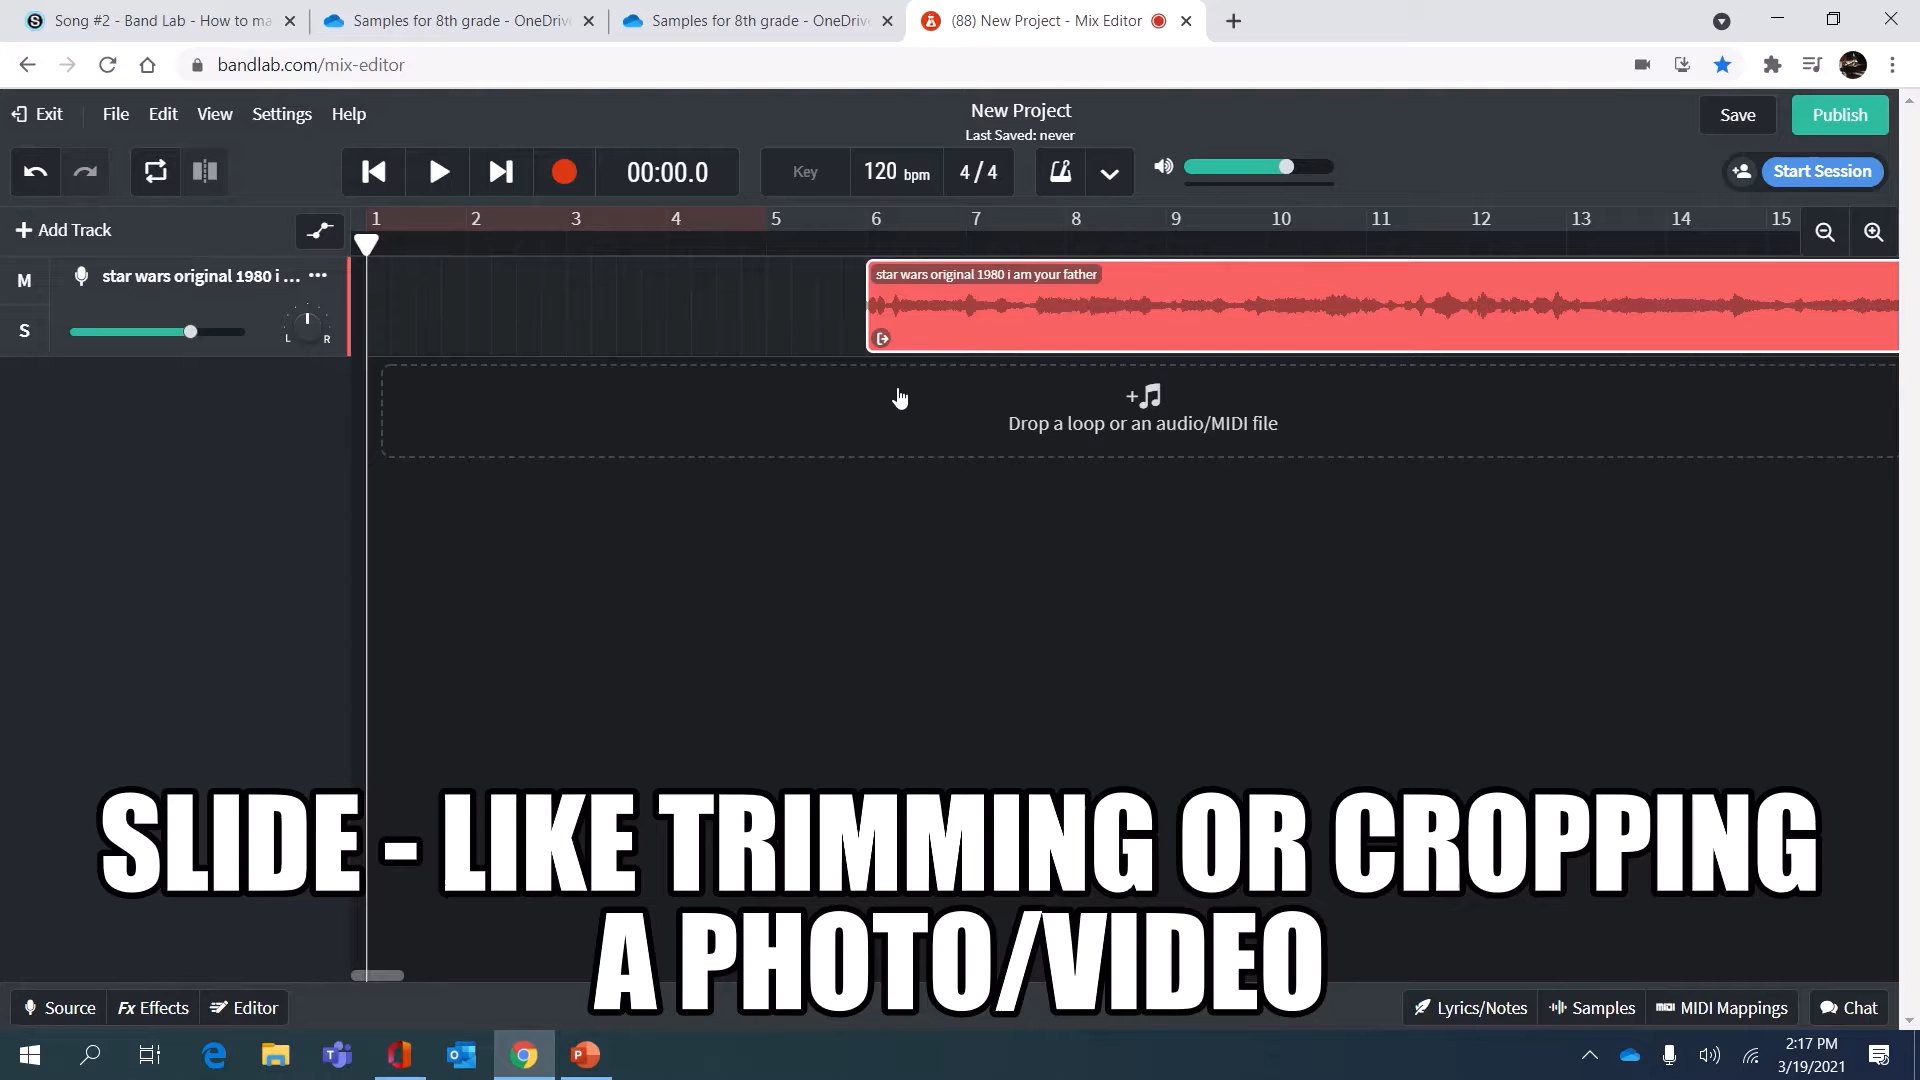 Song #2 - Band Lab - How to ma
Samples for 8th grade - OneDriv
Samples for 8th grade - OneDriv
(88) New Project - Mix Editor
bandlab.com/mix-editor
Exit File Edit View Settings Help
New Project
Last Saved: never
Save Publish
00:00.0 Key 120 bpm 4/4
Start Session
+ Add Track
1 2 3 4 5 6 7 8 9 10 11 12 13 14 15
M star wars original 1980 i ... •••
star wars original 1980 i am your father
S L R
Drop a loop or an audio/MIDI file
SLIDE - LIKE TRIMMING OR CROPPING
A PHOTO/VIDEO
Source Fx Effects Editor
Lyrics/Notes Samples MIDI MIDI Mappings Chat
2:17 PM
3/19/2021